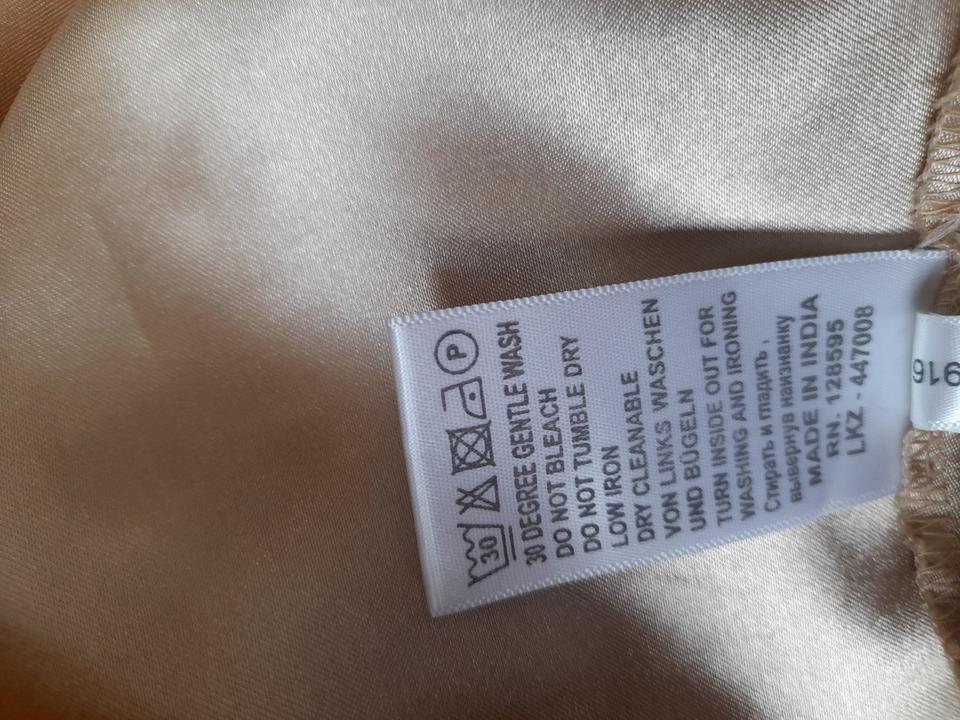 30 P
30 DEGREE GENTLE WASH
DO NOT BLEACH
DO NOT TUMBLE DRY
LOW IRON
DRY CLEANABLE
VON LINKS WASCHEN
UND BÜGELN
TURN INSIDE OUT FOR
WASHING AND IRONING
Стирать и гладить ,
вывернув наизнанку
MADE IN INDIA
RN. 128595
LKZ - 447008
916